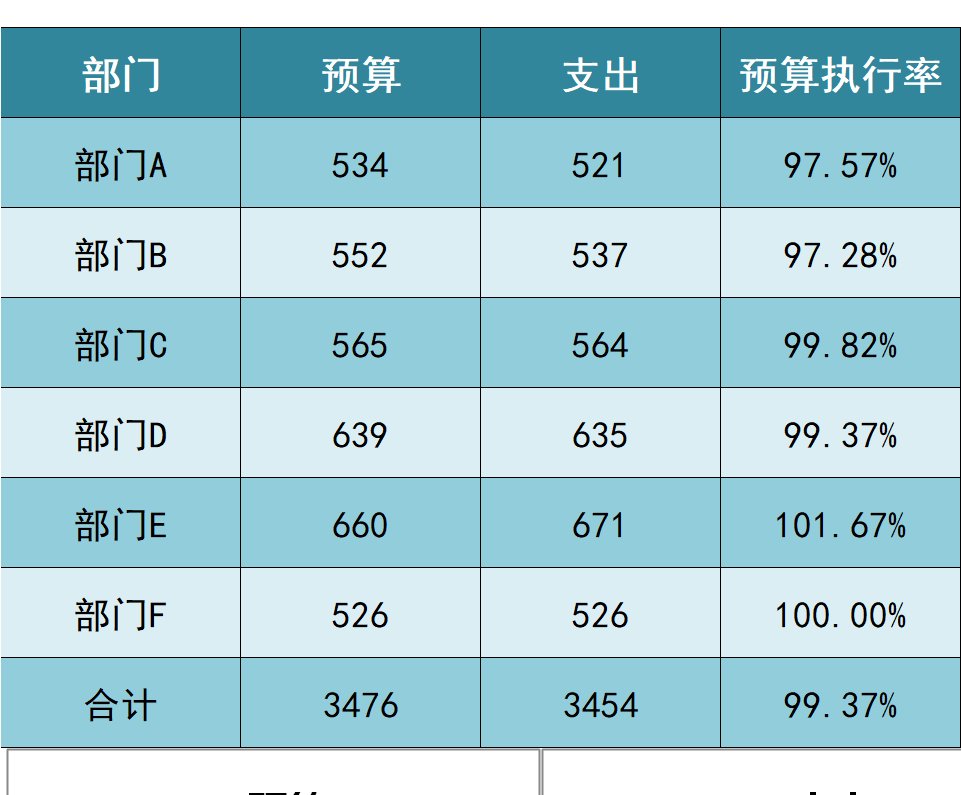 部门 预算 支出 预算执行率
部门A 534 521 97.57%
部门B 552 537 97.28%
部门C 565 564 99.82%
部门D 639 635 99.37%
部门E 660 671 101.67%
部门F 526 526 100.00%
合计 3476 3454 99.37%